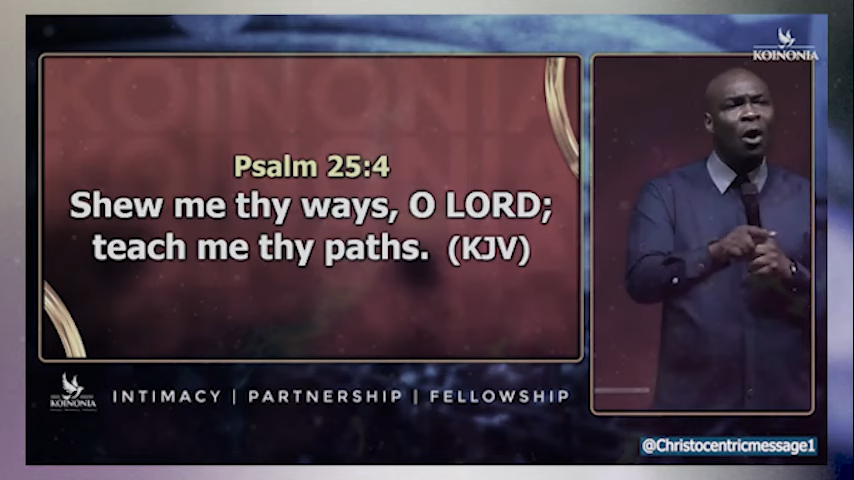 KOINONIA
KOINONIA
Psalm 25:4
Shew me thy ways, O LORD;
teach me thy paths. (KJV)
KOINONIA
INTIMACY | PARTNERSHIP | FELLOWSHIP
@Christocentricmessage1